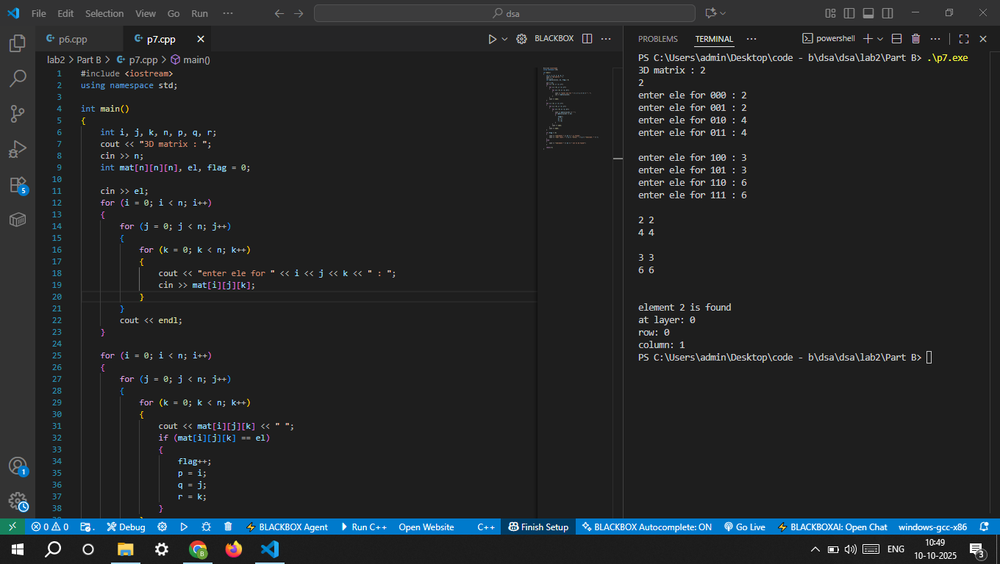 File Edit Selection View Go Run ··· dsa
p6.cpp p7.cpp BLACKBOX ···
lab2 > Part B > p7.cpp > main()
1 #include <iostream>
2 using namespace std;
3
4 int main()
5 {
6 int i, j, k, n, p, q, r;
7 cout << "3D matrix : ";
8 cin >> n;
9 int mat[n][n][n], el, flag = 0;
10
11 cin >> el;
12 for (i = 0; i < n; i++)
13 {
14 for (j = 0; j < n; j++)
15 {
16 for (k = 0; k < n; k++)
17 {
18 cout << "enter ele for " << i << j << k << " : ";
19 cin >> mat[i][j][k];
20 }
21 }
22 cout << endl;
23 }
24
25 for (i = 0; i < n; i++)
26 {
27 for (j = 0; j < n; j++)
28 {
29 for (k = 0; k < n; k++)
30 {
31 cout << mat[i][j][k] << " ";
32 if (mat[i][j][k] == el)
33 {
34 flag++;
35 p = i;
36 q = j;
37 r = k;
38 }
PROBLEMS TERMINAL ··· powershell ···
PS C:\Users\admin\Desktop\code - b\dsa\dsa\lab2\Part B> .\p7.exe
3D matrix : 2
2
enter ele for 000 : 2
enter ele for 001 : 2
enter ele for 010 : 4
enter ele for 011 : 4
enter ele for 100 : 3
enter ele for 101 : 3
enter ele for 110 : 6
enter ele for 111 : 6
2 2
4 4
3 3
6 6
element 2 is found
at layer: 0
row: 0
column: 1
PS C:\Users\admin\Desktop\code - b\dsa\dsa\lab2\Part B>
5
1
0 0 . Debug BLACKBOX Agent Run C++ Open Website C++ Finish Setup BLACKBOX Autocomplete: ON Go Live BLACKBOXAI: Open Chat windows-gcc-x86
B ENG 10:49 3
10-10-2025